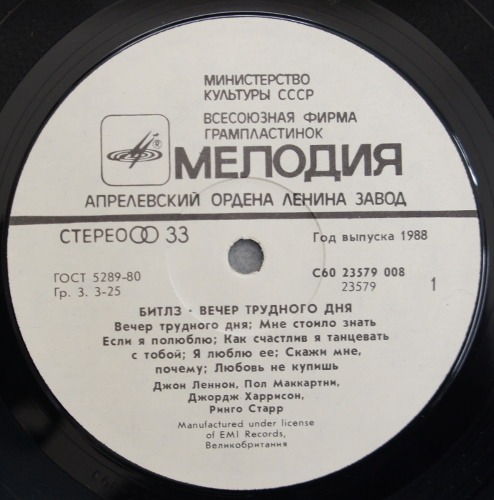 МИНИСТЕРСТВО
КУЛЬТУРЫ СССР
ВСЕСОЮЗНАЯ ФИРМА
ГРАМПЛАСТИНОК
® МЕЛОДИЯ
АПРЕЛЕВСКИЙ ОРДЕНА ЛЕНИНА ЗАВОД
СТЕРЕО 33
Год выпуска 1988
ГОСТ 5289-80
Гр. 3. 3-25
С60 23579 008
23579
1
БИТЛЗ · ВЕЧЕР ТРУДНОГО ДНЯ
Вечер трудного дня; Мне стоило знать
Если я полюблю; Как счастлив я танцевать
с тобой; Я люблю ее; Скажи мне,
почему; Любовь не купишь
Джон Леннон, Пол Маккартни,
Джордж Харрисон,
Ринго Старр
Manufactured under license
of EMI Records,
Великобритания